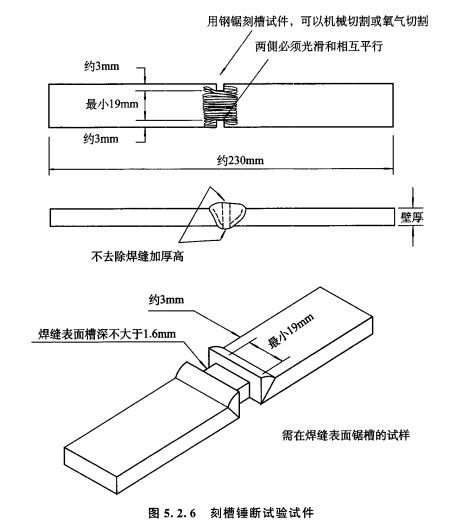 用钢锯刻槽试件，可以机械切割或氧气切割
两侧必须光滑和相互平行
约3mm
最小19mm
约3mm
约230mm
壁厚
不去除焊缝加厚高
约3mm
最小19mm
焊缝表面槽深不大于1.6mm
需在焊缝表面锯槽的试样
图 5.2.6 刻槽锤断试验试件